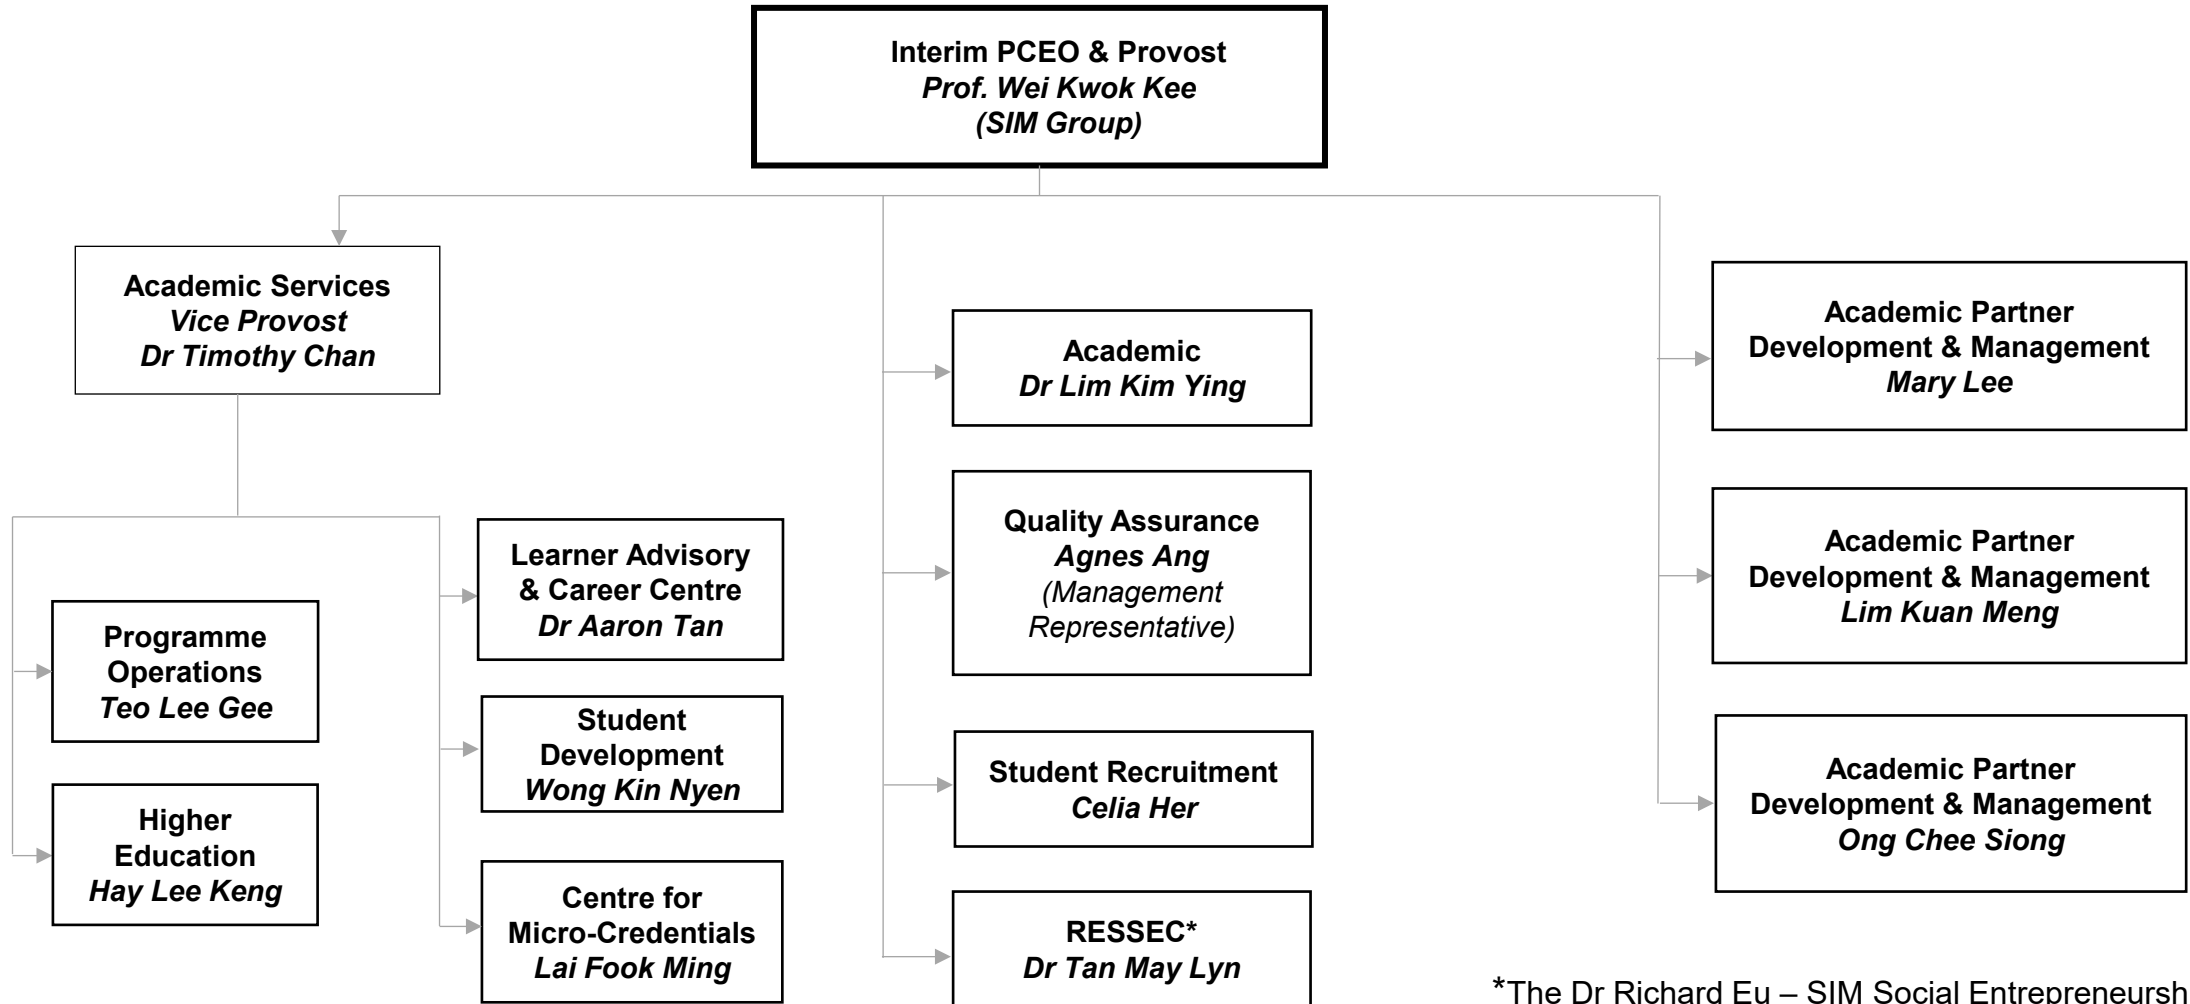 Interim PCEO & Provost
Prof. Wei Kwok Kee
(SIM Group)
Academic Services
Vice Provost
Dr Timothy Chan
Programme
Operations
Teo Lee Gee
Higher
Education
Hay Lee Keng
Learner Advisory
& Career Centre
Dr Aaron Tan
Student
Development
Wong Kin Nyen
Centre for
Micro-Credentials
Lai Fook Ming
Academic
Dr Lim Kim Ying
Quality Assurance
Agnes Ang
(Management
Representative)
Student Recruitment
Celia Her
RESSEC*
Dr Tan May Lyn
Academic Partner
Development & Management
Mary Lee
Academic Partner
Development & Management
Lim Kuan Meng
Academic Partner
Development & Management
Ong Chee Siong
*The Dr Richard Eu – SIM Social